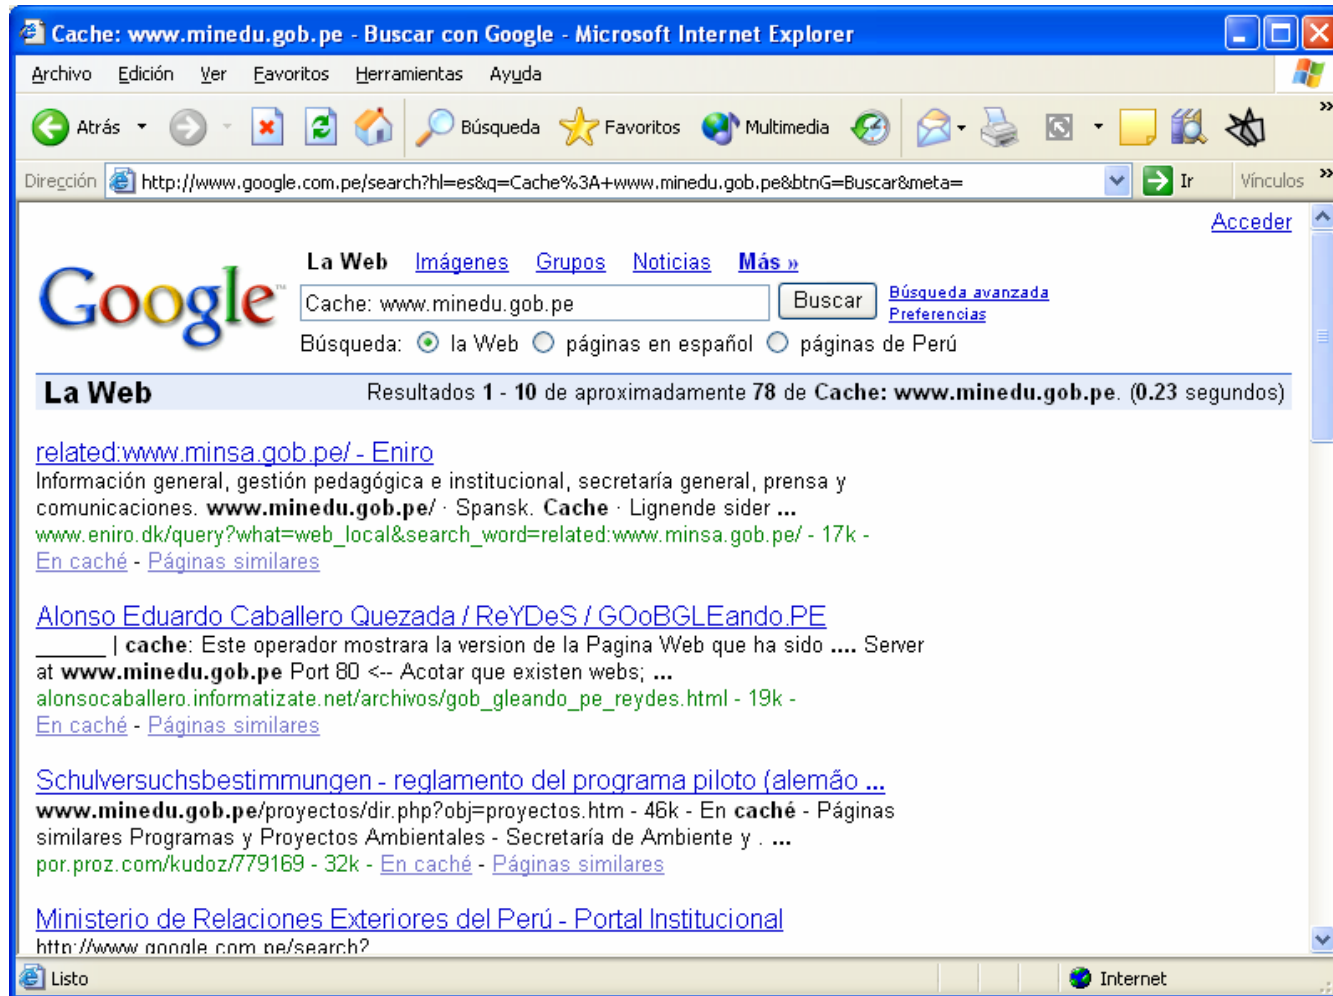 Cache: www.minedu.gob.pe - Buscar con Google - Microsoft Internet Explorer
Archivo Edición Ver Favoritos Herramientas Ayuda
Atrás Búsqueda Favoritos Multimedia »
Dirección http://www.google.com.pe/search?hl=es&q=Cache%3A+www.minedu.gob.pe&btnG=Buscar&meta= Ir Vínculos »
Acceder
La Web Imágenes Grupos Noticias Más »
Google™ Cache: www.minedu.gob.pe Buscar Búsqueda avanzada
Preferencias
Búsqueda: la Web páginas en español páginas de Perú
La Web Resultados 1 - 10 de aproximadamente 78 de Cache: www.minedu.gob.pe. (0.23 segundos)
related:www.minsa.gob.pe/ - Eniro
Información general, gestión pedagógica e institucional, secretaría general, prensa y
comunicaciones. www.minedu.gob.pe/ · Spansk. Cache · Lignende sider ...
www.eniro.dk/query?what=web_local&search_word=related:www.minsa.gob.pe/ - 17k -
En caché - Páginas similares
Alonso Eduardo Caballero Quezada / ReYDeS / GOoBGLEando.PE
______ | cache: Este operador mostrara la version de la Pagina Web que ha sido .... Server
at www.minedu.gob.pe Port 80 <-- Acotar que existen webs; ...
alonsocaballero.informatizate.net/archivos/gob_gleando_pe_reydes.html - 19k -
En caché - Páginas similares
Schulversuchsbestimmungen - reglamento del programa piloto (alemão ...
www.minedu.gob.pe/proyectos/dir.php?obj=proyectos.htm - 46k - En caché - Páginas
similares Programas y Proyectos Ambientales - Secretaría de Ambiente y . ...
por.proz.com/kudoz/779169 - 32k - En caché - Páginas similares
Ministerio de Relaciones Exteriores del Perú - Portal Institucional
http://www.google.com.pe/search?
Listo Internet